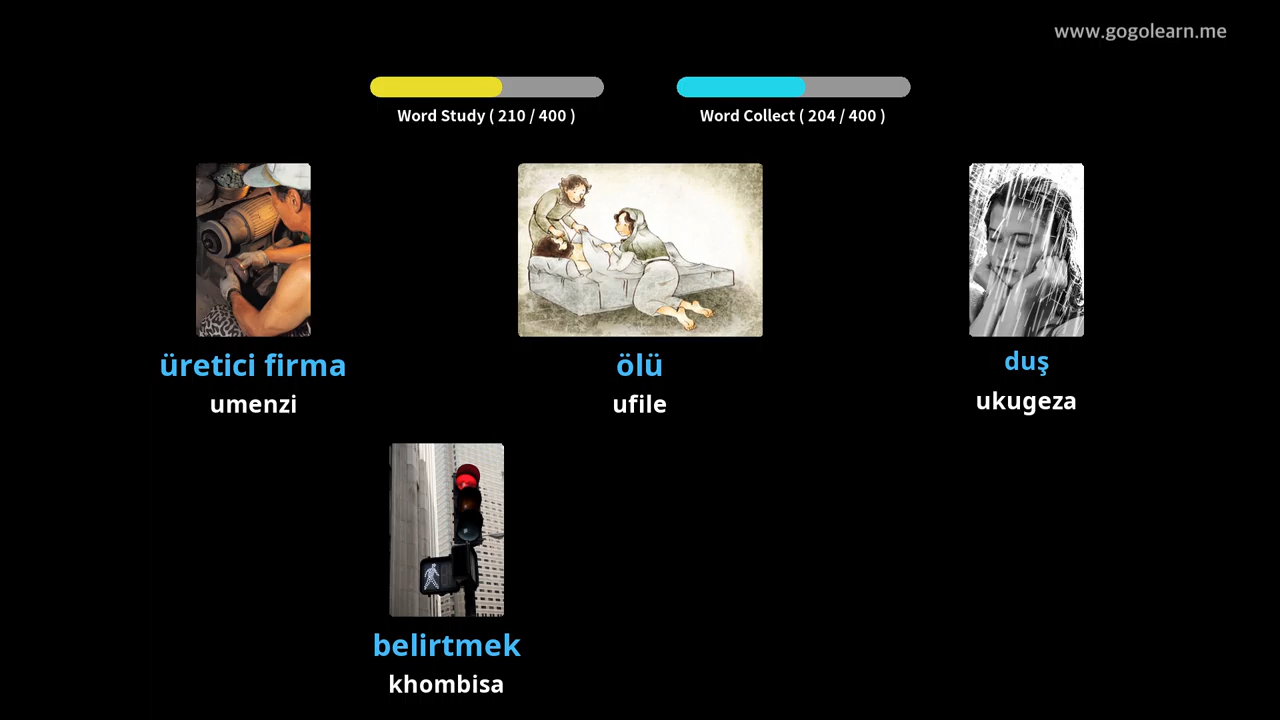 www.gogolearn.me
Word Study ( 210 / 400 )
Word Collect ( 204 / 400 )
üretici firma
umenzi
ölü
ufile
duş
ukugeza
belirtmek
khombisa